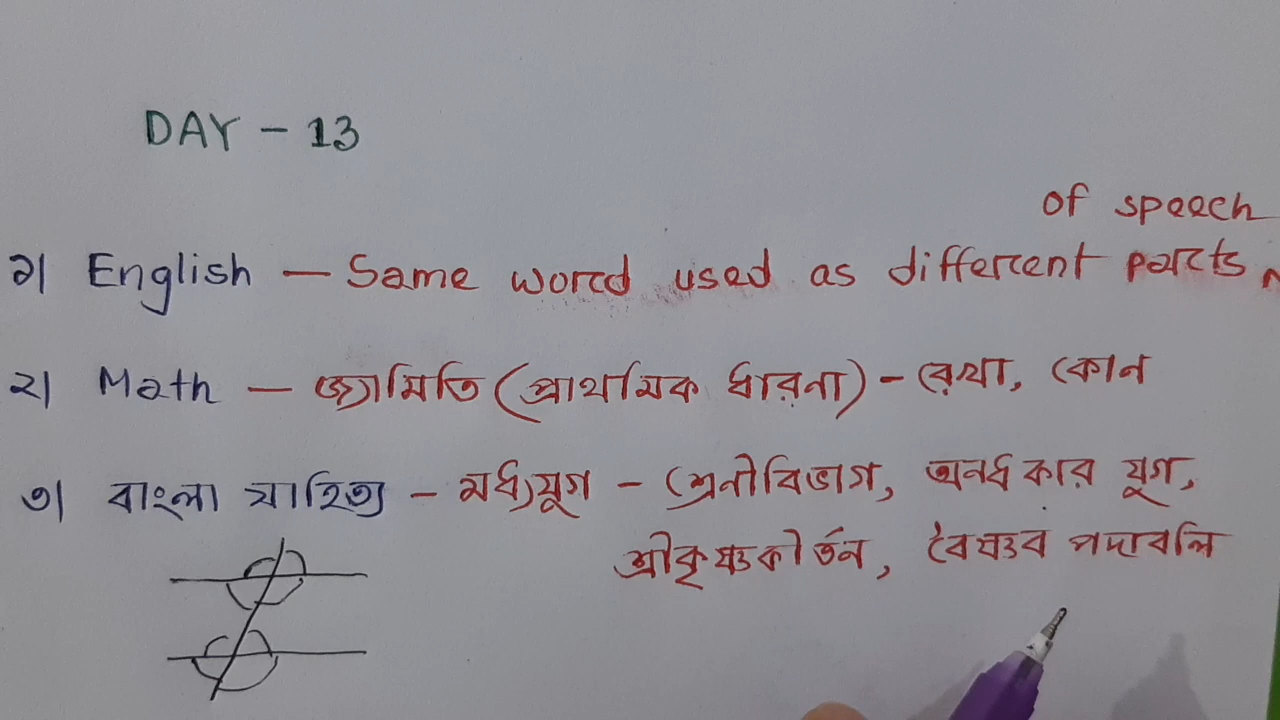 DAY - 13
of speech
১। English - Same word used as different parts
২। Math - জ্যামিতি (প্রাথমিক ধারনা) - রেখা, কোন
৩। বাংলা সাহিত্য - মধ্যযুগ - শ্রেনীবিভাগ, অন্ধকার যুগ,
শ্রীকৃষ্ণকীর্তন, বৈষ্ণব পদাবলি